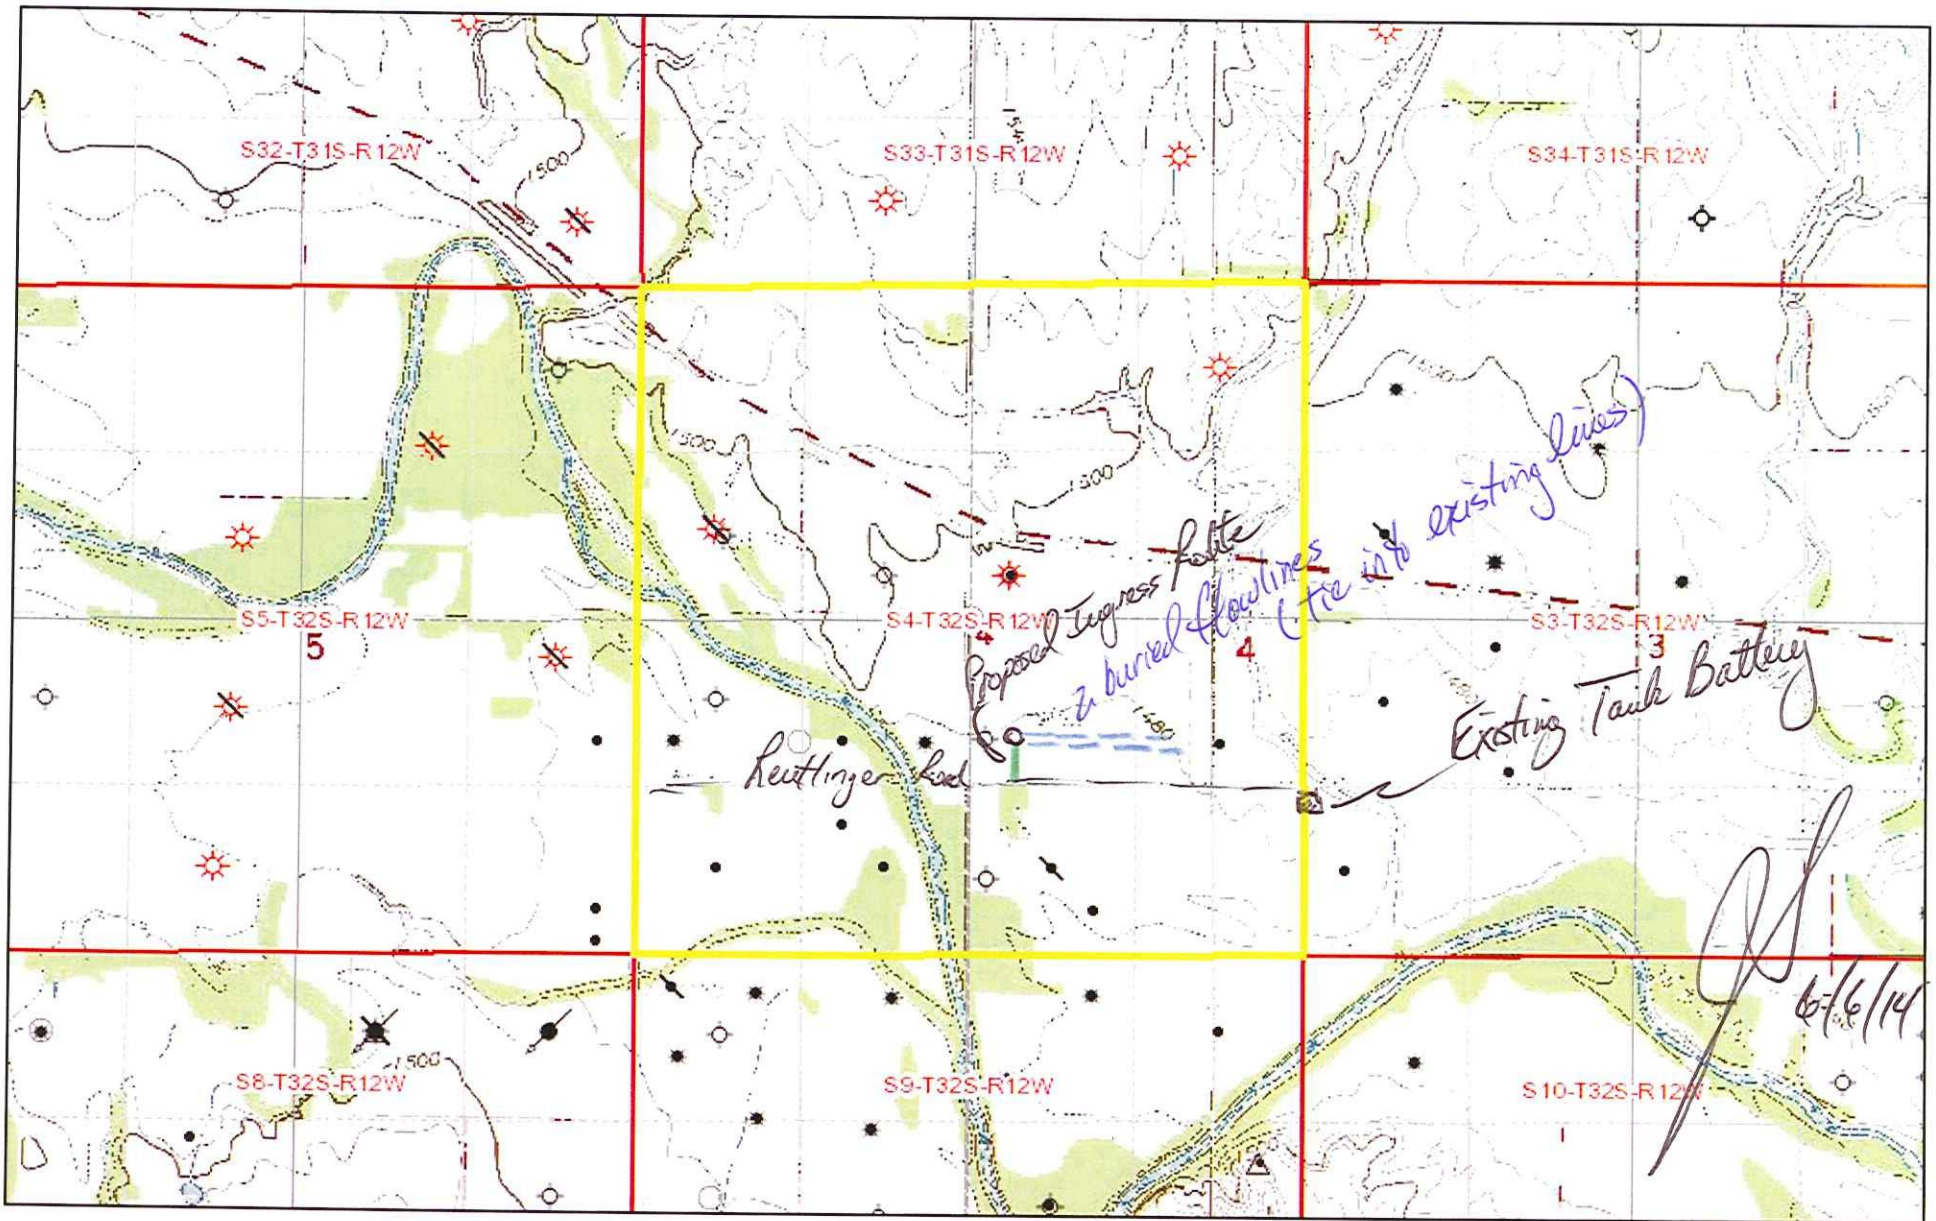 S32-T31S-R12W
S33-T31S-R12W
S34-T31S-R12W
1500
S5-T32S-R12W
5
S4-T32S-R12W
4
4
S3-T32S-R12W
3
1500
1500
Proposed Ingress Route
2 buried flowlines
(tie into existing lines)
1480
Existing Tank Battery
Reutlinger Road
6/6/14
1500
S8-T32S-R12W
S9-T32S-R12W
S10-T32S-R12W